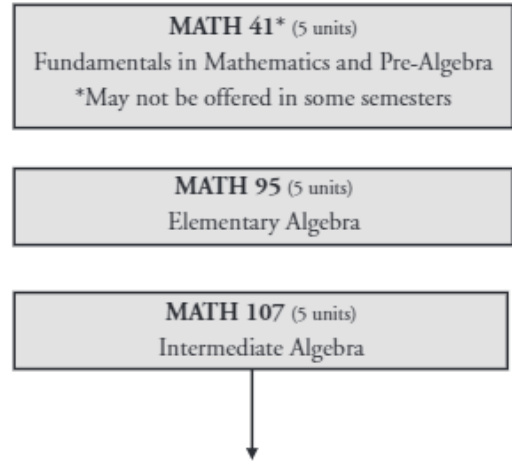 MATH 41* (5 units)
Fundamentals in Mathematics and Pre-Algebra
*May not be offered in some semesters
MATH 95 (5 units)
Elementary Algebra
MATH 107 (5 units)
Intermediate Algebra